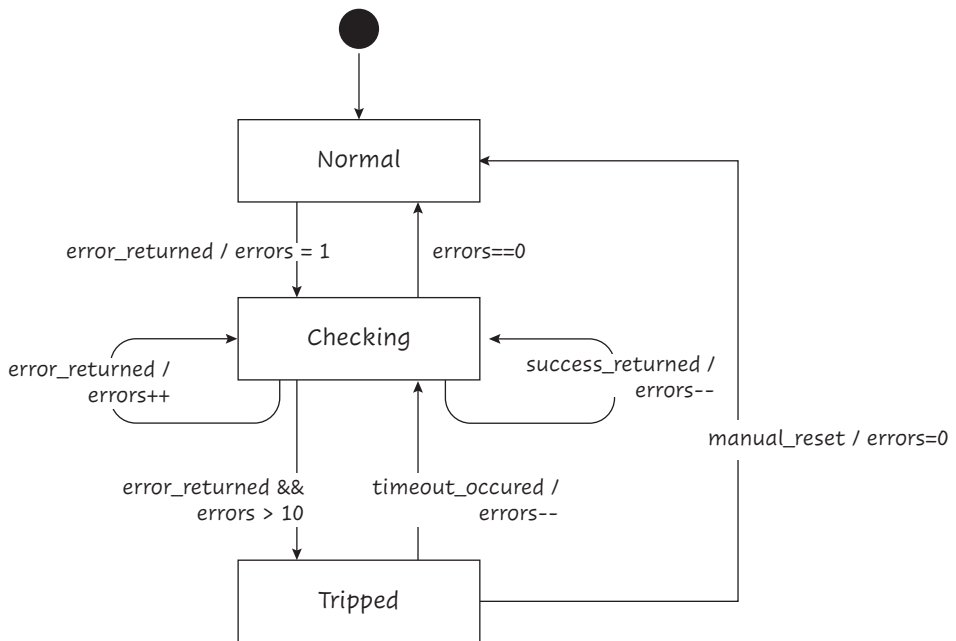 Normal
error_returned / errors = 1
errors==0
Checking
error_returned /
errors++
success_returned /
errors--
manual_reset / errors=0
error_returned &&
errors > 10
timeout_occured /
errors--
Tripped